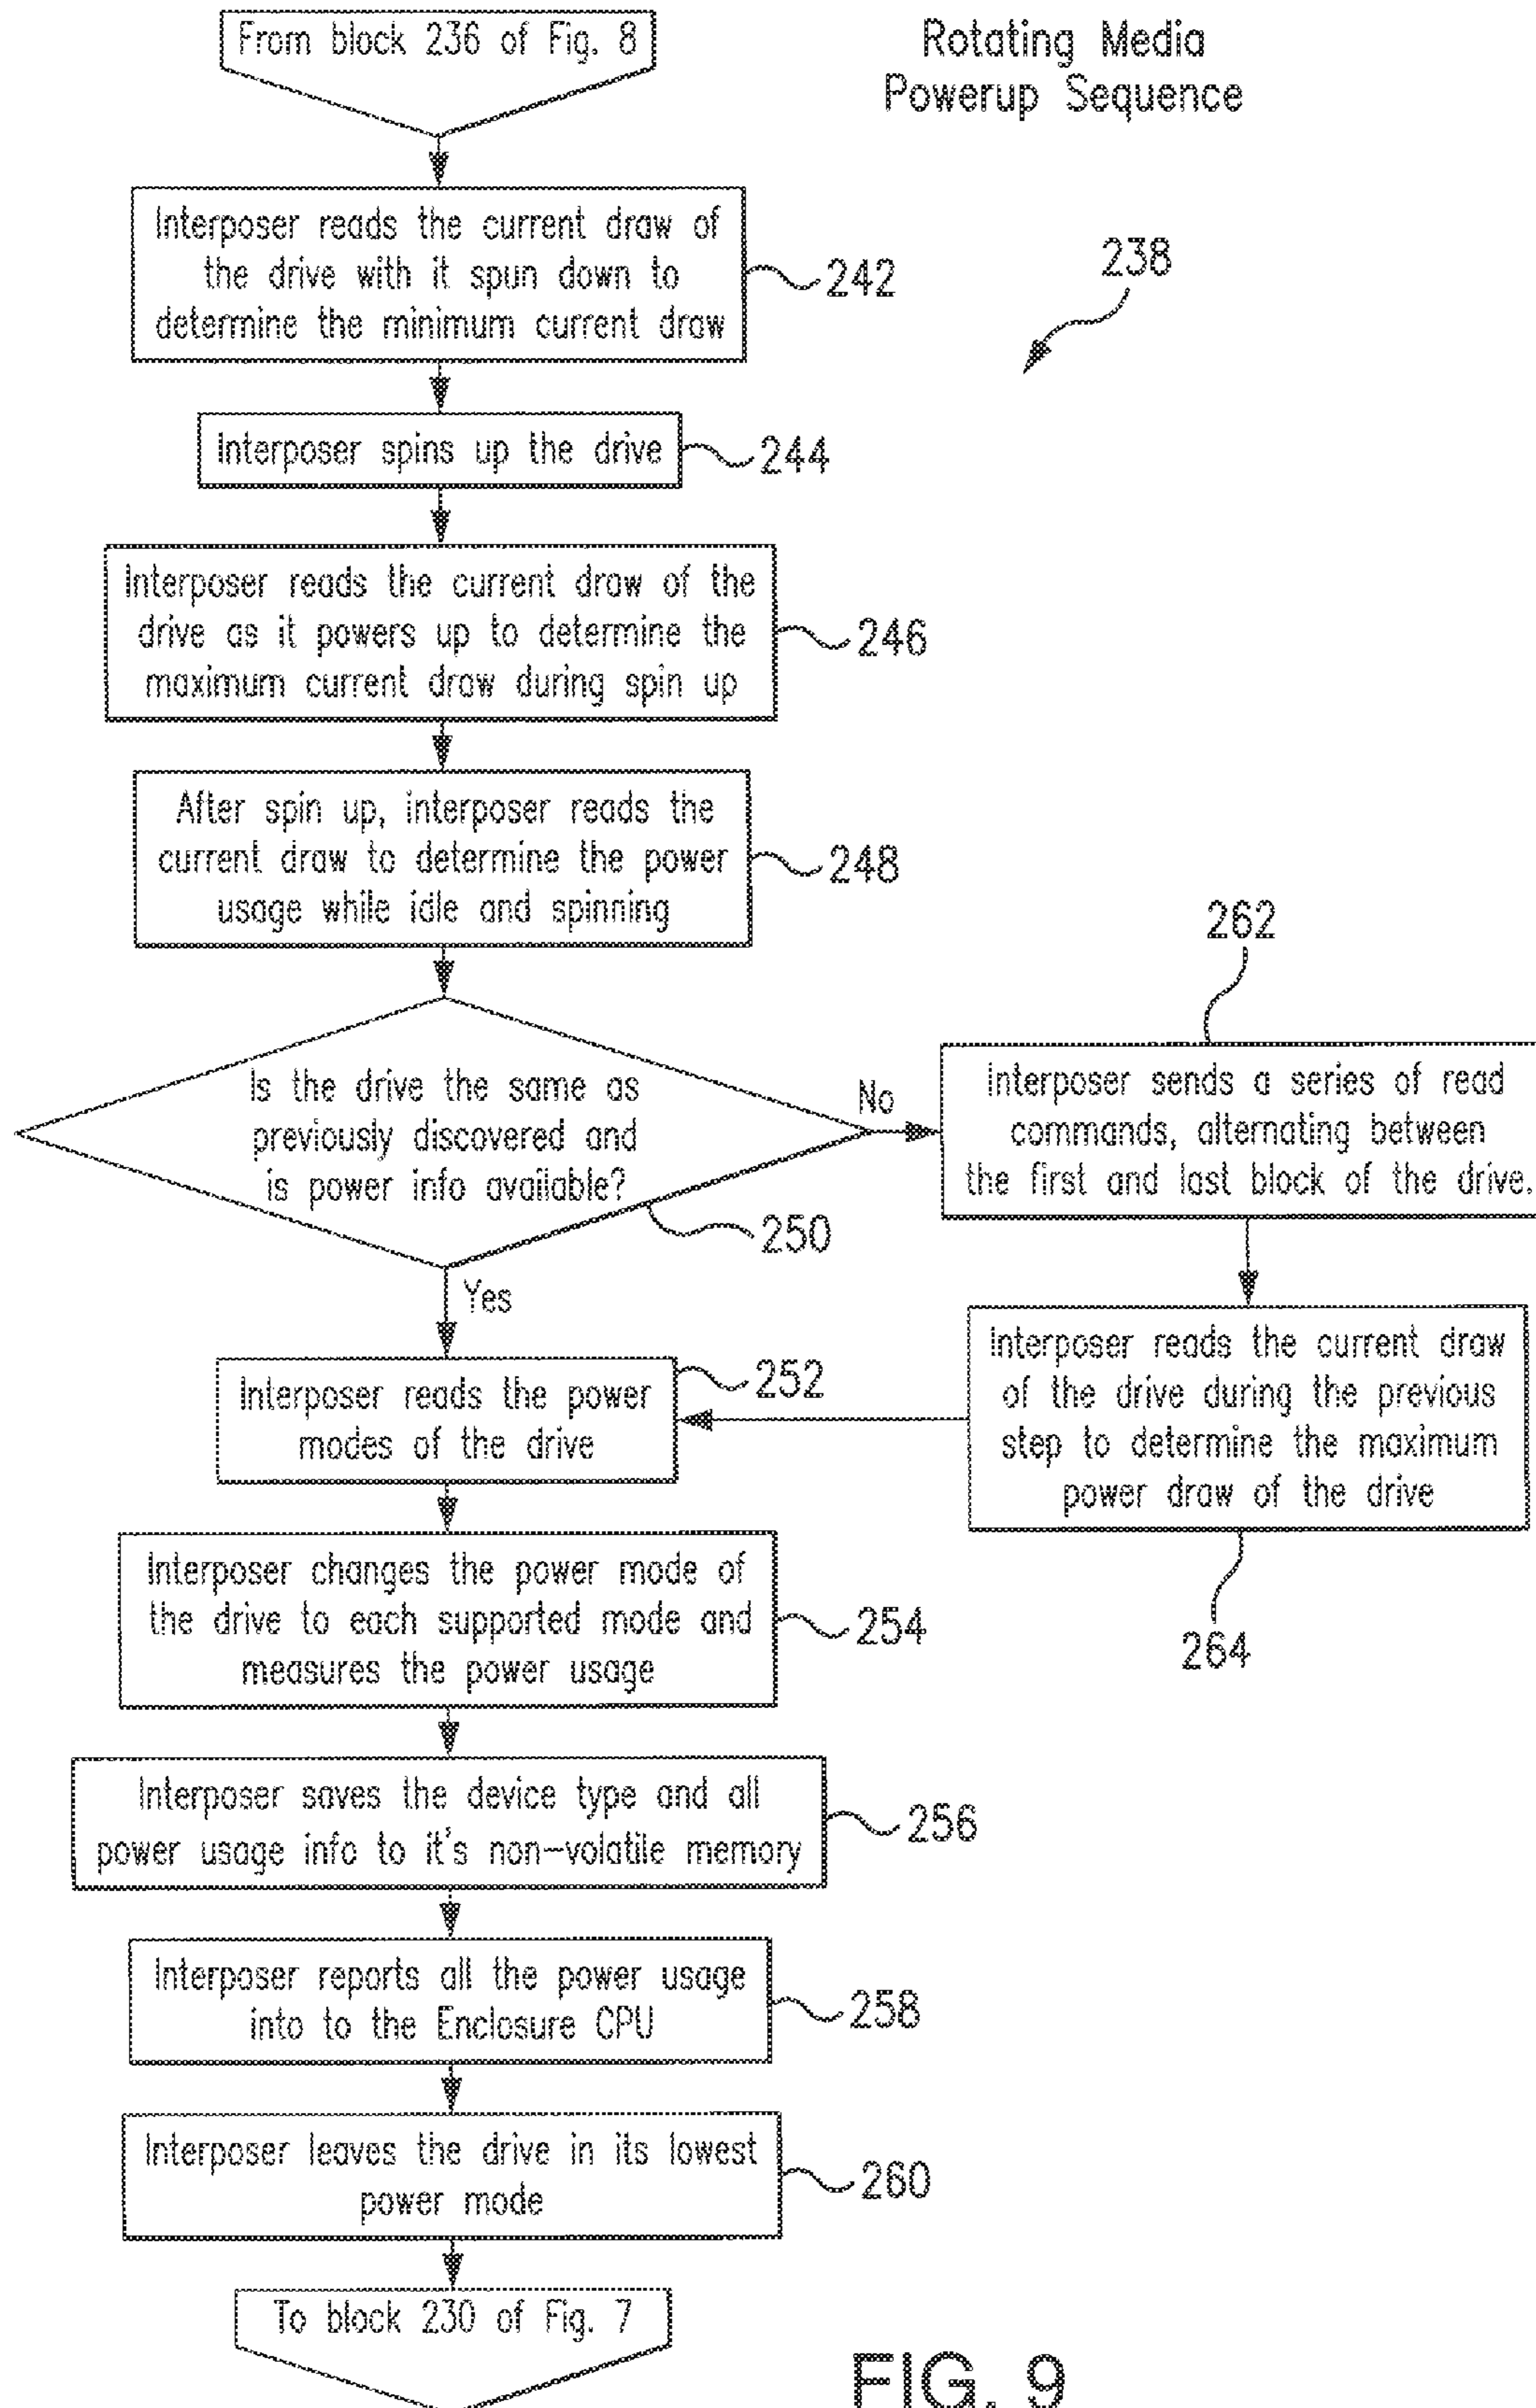 From block 236 of Fig. 8
Rotating Media
Powerup Sequence
Interposer reads the current draw of
the drive with it spun down to
determine the minimum current draw
242
238
Interposer spins up the drive
244
Interposer reads the current draw of the
drive as it powers up to determine the
maximum current draw during spin up
246
After spin up, interposer reads the
current draw to determine the power
usage while idle and spinning
248
Is the drive the same as
previously discovered and
is power info available?
250
No
262
Interposer sends a series of read
commands, alternating between
the first and last block of the drive.
Yes
Interposer reads the power
modes of the drive
252
Interposer reads the current draw
of the drive during the previous
step to determine the maximum
power draw of the drive
264
Interposer changes the power mode of
the drive to each supported mode and
measures the power usage
254
Interposer saves the device type and all
power usage info to it's non-volatile memory
256
Interposer reports all the power usage
into to the Enclosure CPU
258
Interposer leaves the drive in its lowest
power mode
260
To block 230 of Fig. 7
FIG. 9